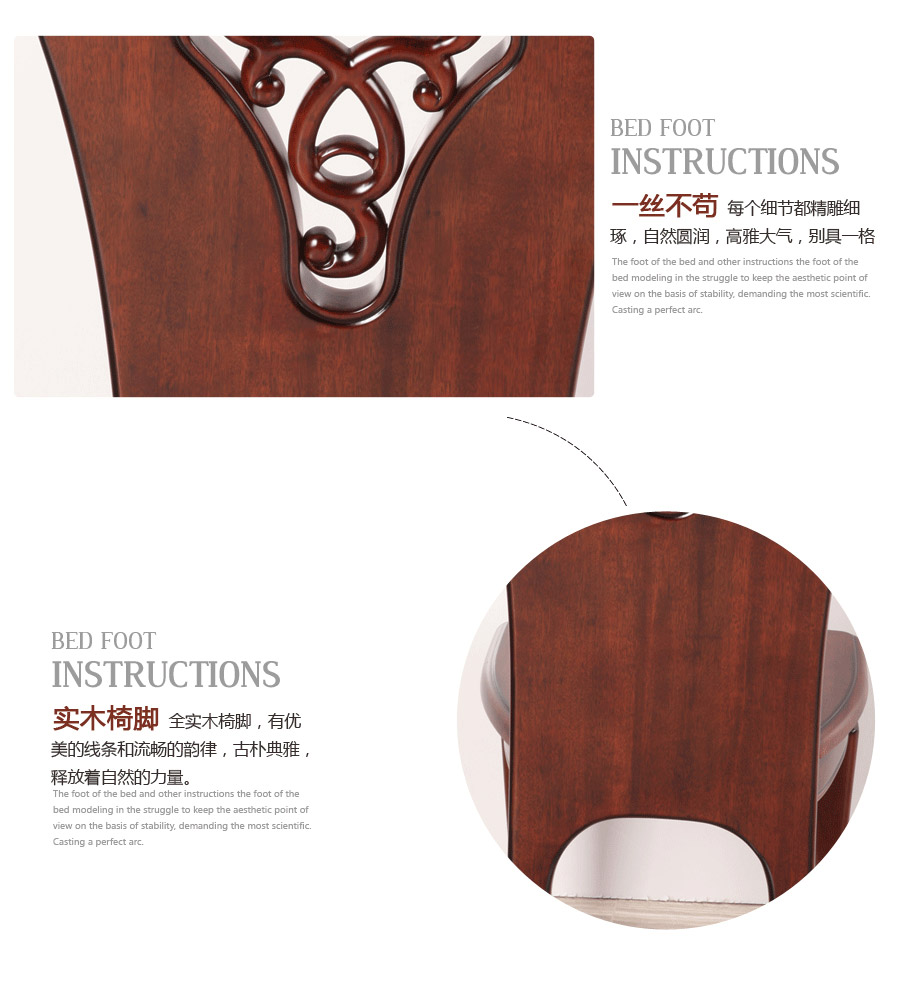 BED FOOT
INSTRUCTIONS
一丝不苟 每个细节都精雕细
琢，自然圆润，高雅大气，别具一格
The foot of the bed and other instructions the foot of the
bed modeling in the struggle to keep the aesthetic point of
view on the basis of stability, demanding the most scientific.
Casting a perfect arc.
BED FOOT
INSTRUCTIONS
实木椅脚 全实木椅脚，有优
美的线条和流畅的韵律，古朴典雅，
释放着自然的力量。
The foot of the bed and other instructions the foot of the
bed modeling in the struggle to keep the aesthetic point of
view on the basis of stability, demanding the most scientific.
Casting a perfect arc.